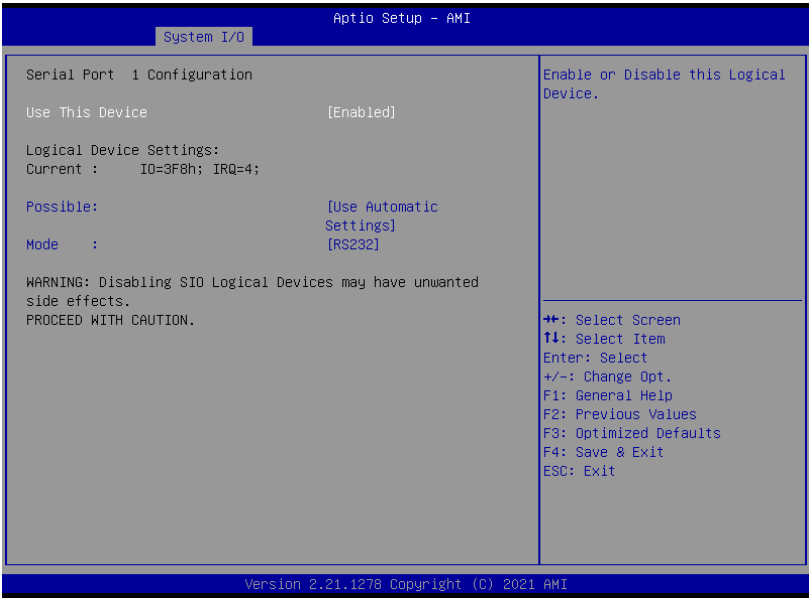 Aptio Setup – AMI
System I/O
Serial Port  1 Configuration
Use This Device [Enabled]
Logical Device Settings:
Current :  IO=3F8h; IRQ=4;
Possible: [Use Automatic
Settings]
Mode    : [RS232]
WARNING: Disabling SIO Logical Devices may have unwanted
side effects.
PROCEED WITH CAUTION.
Enable or Disable this Logical
Device.
→←: Select Screen
↑↓: Select Item
Enter: Select
+/-: Change Opt.
F1: General Help
F2: Previous Values
F3: Optimized Defaults
F4: Save & Exit
ESC: Exit
Version 2.21.1278 Copyright (C) 2021 AMI